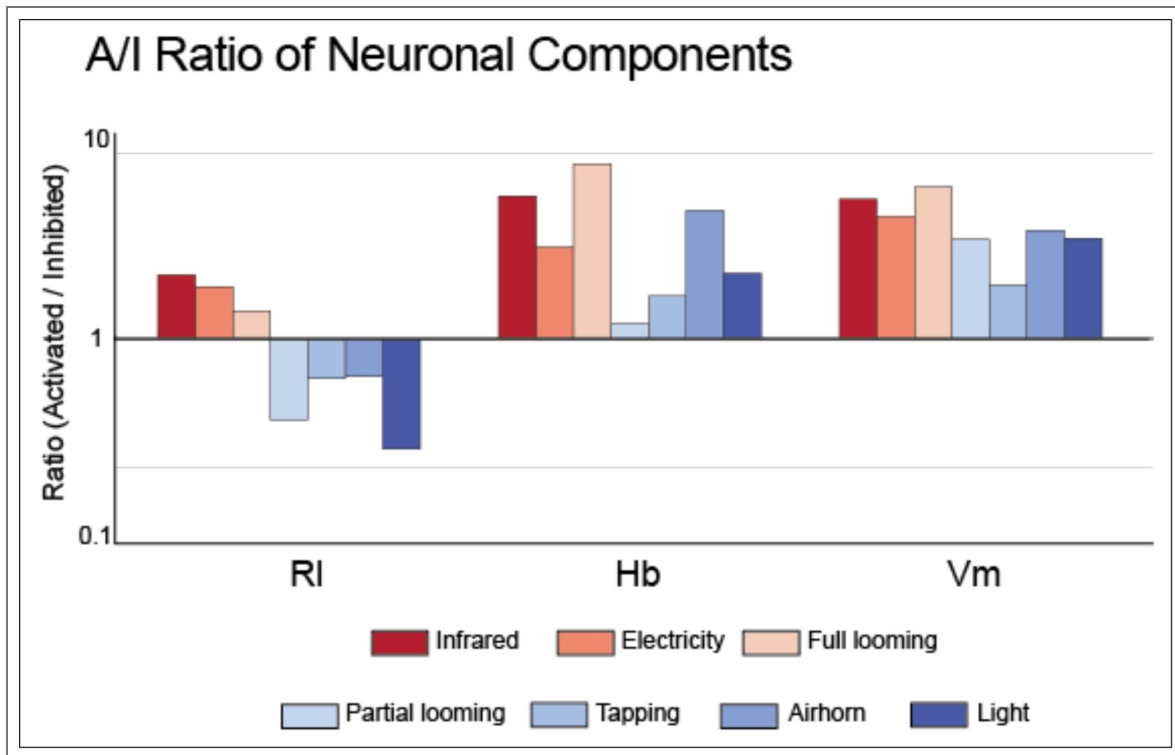 A/I Ratio of Neuronal Components
Ratio (Activated / Inhibited)
10
1
0.1
Rl Hb Vm
Infrared Electricity Full looming
Partial looming Tapping Airhorn Light